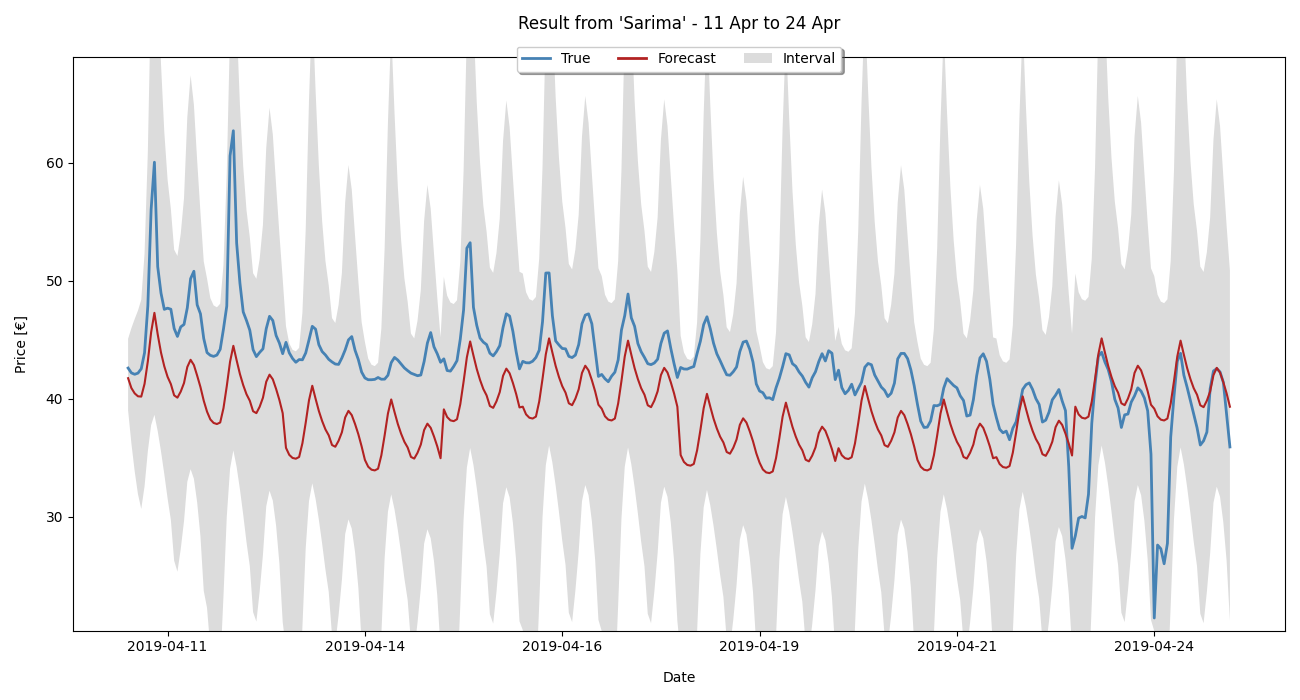 Result from 'Sarima' - 11 Apr to 24 Apr
True Forecast Interval
Price [€]
60
50
40
30
2019-04-11 2019-04-14 2019-04-16 2019-04-19 2019-04-21 2019-04-24
Date